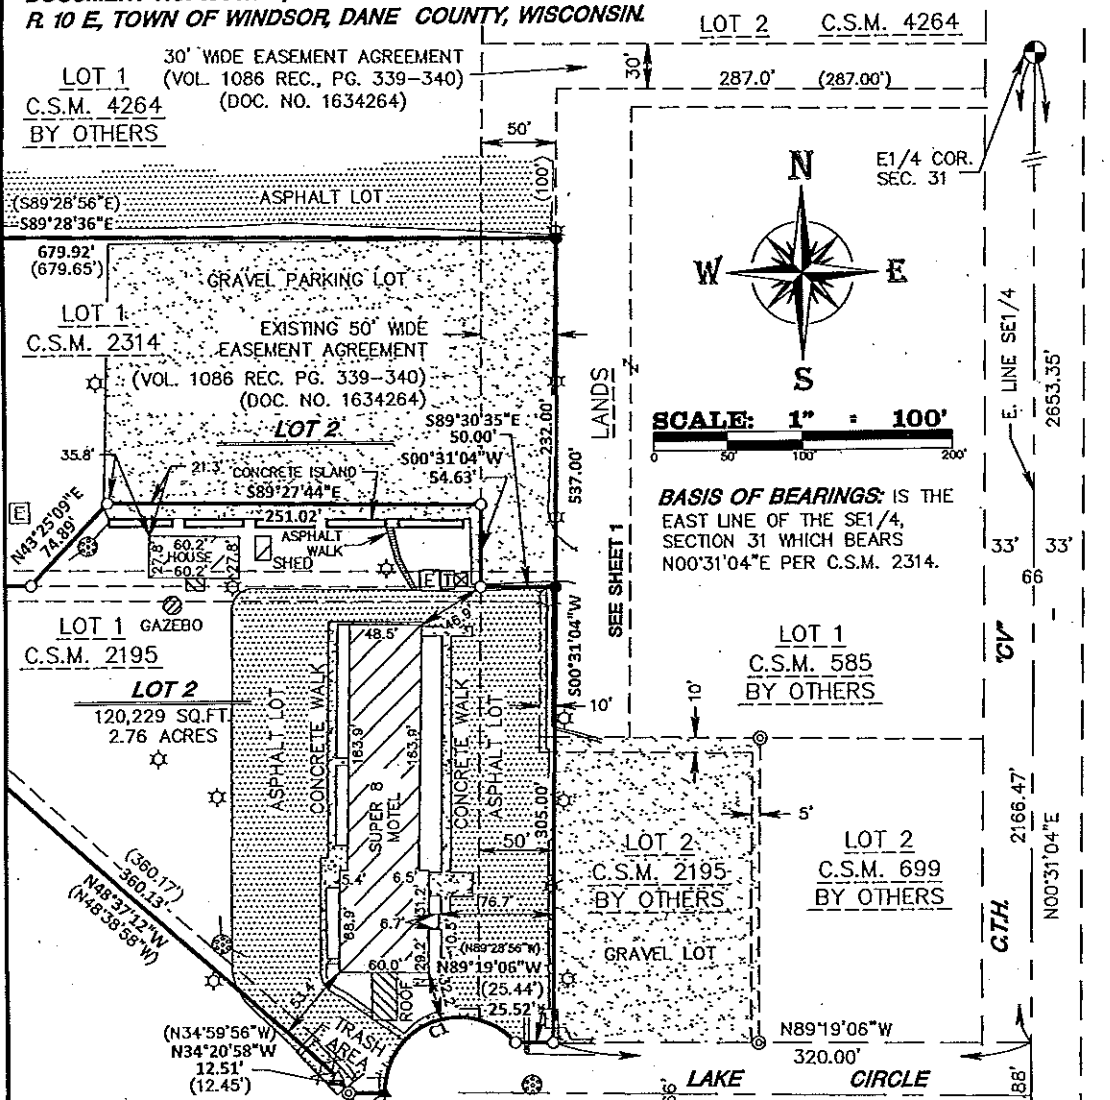 R. 10 E, TOWN OF WINDSOR, DANE COUNTY, WISCONSIN.
LOT 2 C.S.M. 4264
30' WIDE EASEMENT AGREEMENT
(VOL. 1086 REC., PG. 339-340)
(DOC. NO. 1634264)
LOT 1
C.S.M. 4264
BY OTHERS
30'
287.0' (287.00')
50'
(100')
E1/4 COR.
SEC. 31
ASPHALT LOT
(S89°28'56"E)
S89°28'36"E
679.92'
(679.65')
GRAVEL PARKING LOT
N
W E
S
LOT 1
C.S.M. 2314
EXISTING 50' WIDE
EASEMENT AGREEMENT
(VOL. 1086 REC. PG. 339-340)
(DOC. NO. 1634264)
LOT 2
LANDS
N
E. LINE SE1/4
2653.35'
SCALE: 1" = 100'
0 50' 100' 200'
S89°30'35"E
50.00'
S00°31'04"W
54.63'
232.00'
537.00'
35.8'
21.3'
CONCRETE ISLAND
S89°27'44"E
251.02'
N43°25'09"E
74.89'
E
ASPHALT
WALK
60.2'
HOUSE
60.2'
27.8'
27.8'
SHED
E T
BASIS OF BEARINGS: IS THE
EAST LINE OF THE SE1/4,
SECTION 31 WHICH BEARS
N00°31'04"E PER C.S.M. 2314.
33' 33'
66
SEE SHEET 1
GAZEBO
LOT 1
C.S.M. 2195
LOT 2
120,229 SQ.FT.
2.76 ACRES
46.9'
48.5'
S00°31'04"W
10'
LOT 1
C.S.M. 585
BY OTHERS
"CV"
10'
ASPHALT LOT
CONCRETE WALK
163.9'
163.9'
SUPER 8
MOTEL
CONCRETE WALK
ASPHALT LOT
305.00'
50'
5'
LOT 2
C.S.M. 2195
BY OTHERS
GRAVEL LOT
LOT 2
C.S.M. 699
BY OTHERS
2166.47'
N00°31'04"E
C.T.H.
(360.17')
360.13'
N48°37'12"W
(N48°38'58"W)
5.4'
6.5'
31.2'
76.7'
6.7'
68.9'
10.5'
29.2'
60.0'
ROOF
53.4'
(N89°28'56"W)
N89°19'06"W
(25.44')
25.52'
C1
TRASH
AREA
(N34°59'56"W)
N34°20'58"W
12.51'
(12.45')
N89°19'06"W
320.00'
LAKE CIRCLE